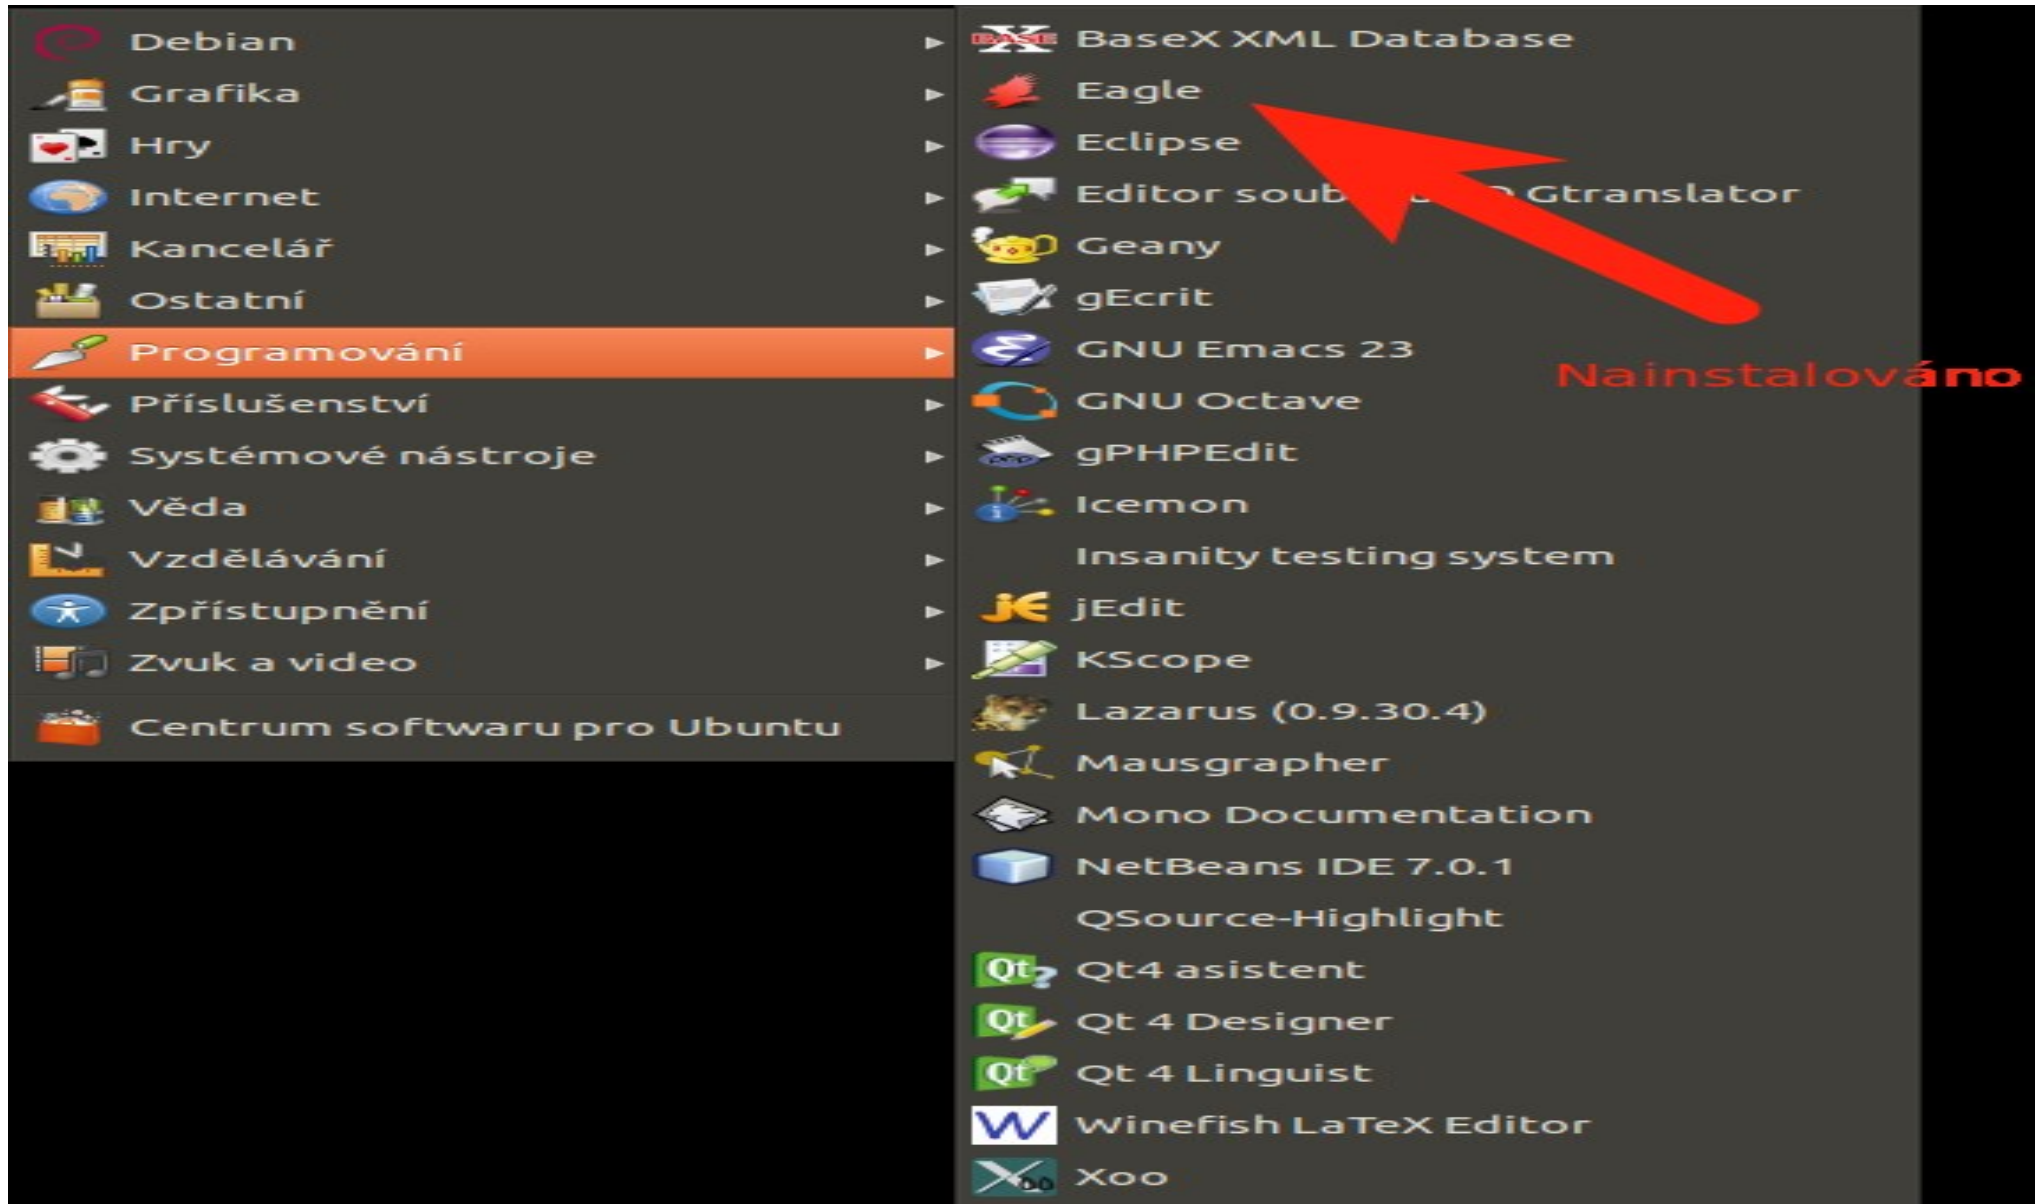 Debian
Grafika
Hry
Internet
Kancelář
Ostatní
Programování
Příslušenství
Systémové nástroje
Věda
Vzdělávání
Zpřístupnění
Zvuk a video
Centrum softwaru pro Ubuntu
BaseX XML Database
Eagle
Eclipse
Editor Gtranslator
Geany
gEcrit
GNU Emacs 23
GNU Octave
gPHPEdit
Icemon
Insanity testing system
jEdit
KScope
Lazarus (0.9.30.4)
Mausgrapher
Mono Documentation
NetBeans IDE 7.0.1
QSource-Highlight
Qt4 asistent
Qt 4 Designer
Qt 4 Linguist
Winefish LaTeX Editor
Xoo
Nainstalováno